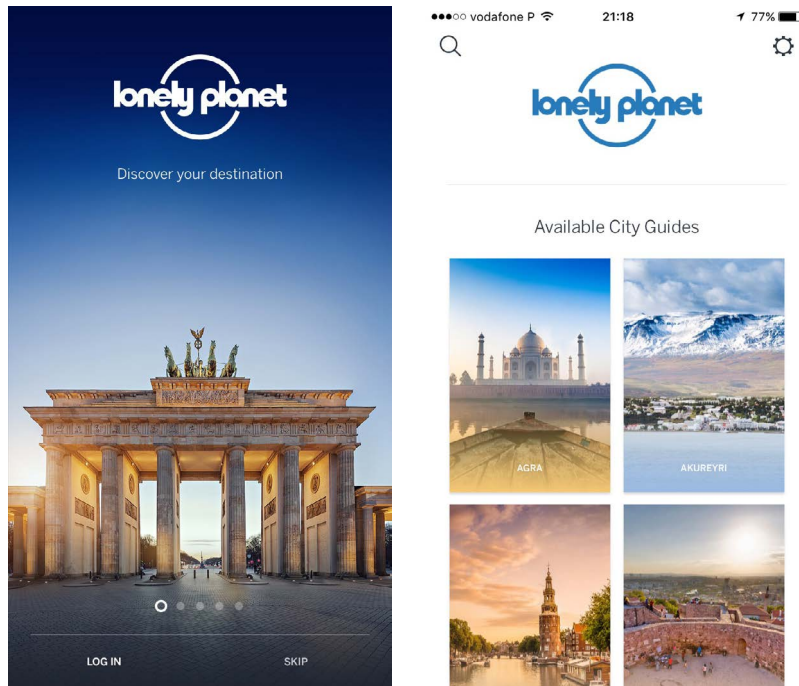 lonely planet
Discover your destination
LOG IN
SKIP
vodafone P
21:18
77%
lonely planet
Available City Guides
AGRA
AKUREYRI